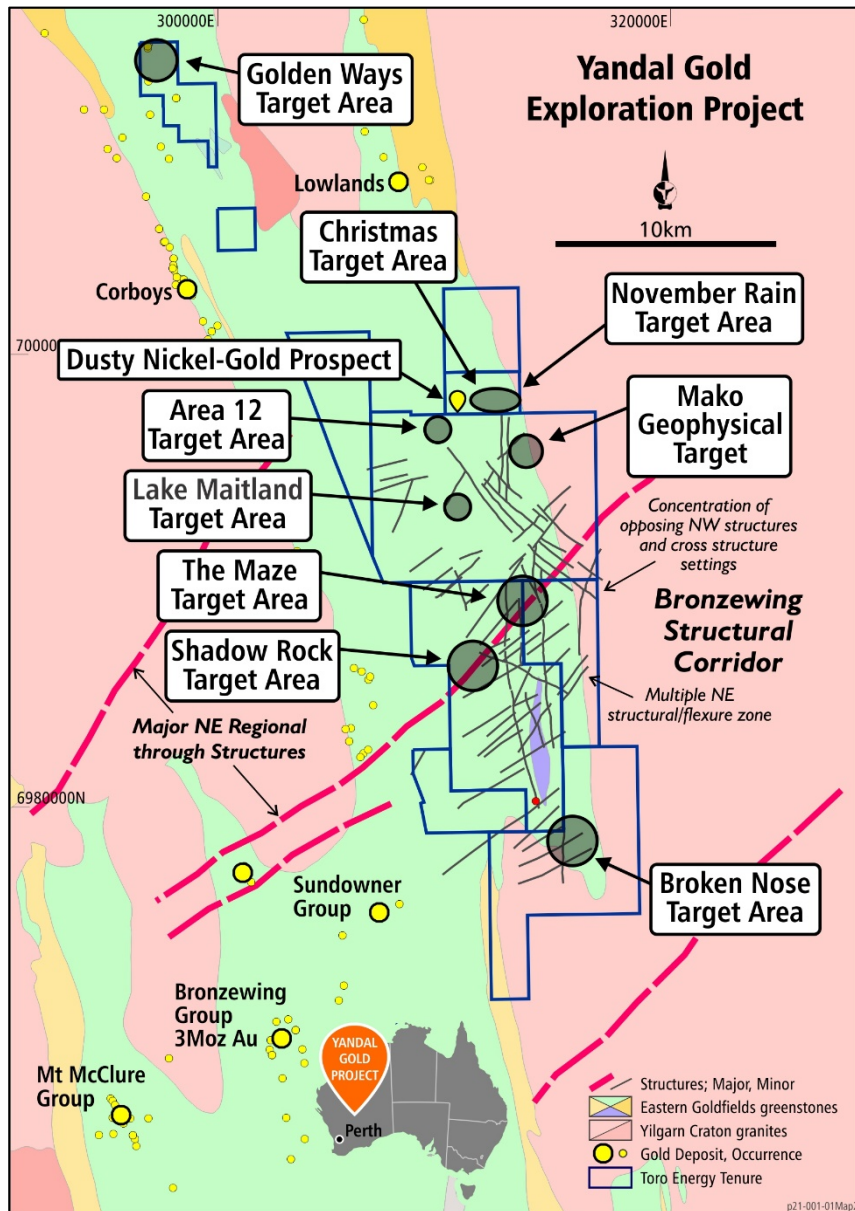 300000E
320000E
Yandal Gold
Exploration Project
10km
Golden Ways
Target Area
Lowlands
Christmas
Target Area
Corboys
November Rain
Target Area
70000
Dusty Nickel-Gold Prospect
Area 12
Target Area
Mako
Geophysical
Target
Lake Maitland
Target Area
Concentration of
opposing NW structures
and cross structure
settings
The Maze
Target Area
Bronzewing
Structural
Corridor
Shadow Rock
Target Area
Multiple NE
structural/flexure zone
Major NE Regional
through Structures
6980000N
Broken Nose
Target Area
Sundowner
Group
Bronzewing
Group
3Moz Au
Mt McClure
Group
YANDAL
GOLD
PROJECT
Perth
Structures; Major, Minor
Eastern Goldfields greenstones
Yilgarn Craton granites
Gold Deposit, Occurrence
Toro Energy Tenure
p21-001-01Map2